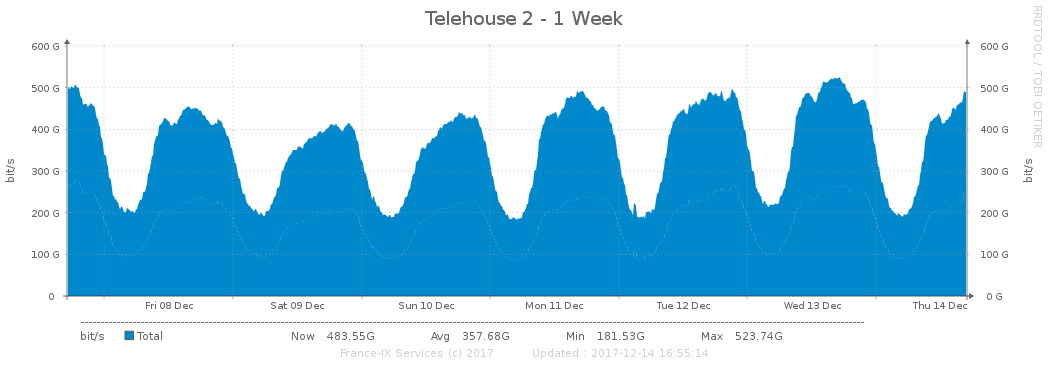 Telehouse 2 - 1 Week
RRDTOOL / TOBI OETIKER
bit/s
600 G 600 G
500 G 500 G
400 G 400 G
300 G 300 G
200 G 200 G
100 G 100 G
0 0 G
bit/s
Fri 08 Dec Sat 09 Dec Sun 10 Dec Mon 11 Dec Tue 12 Dec Wed 13 Dec Thu 14 Dec
bit/s Total Now 483.55G Avg 357.68G Min 181.53G Max 523.74G
France-IX Services (c) 2017 Updated : 2017-12-14 16:55:14